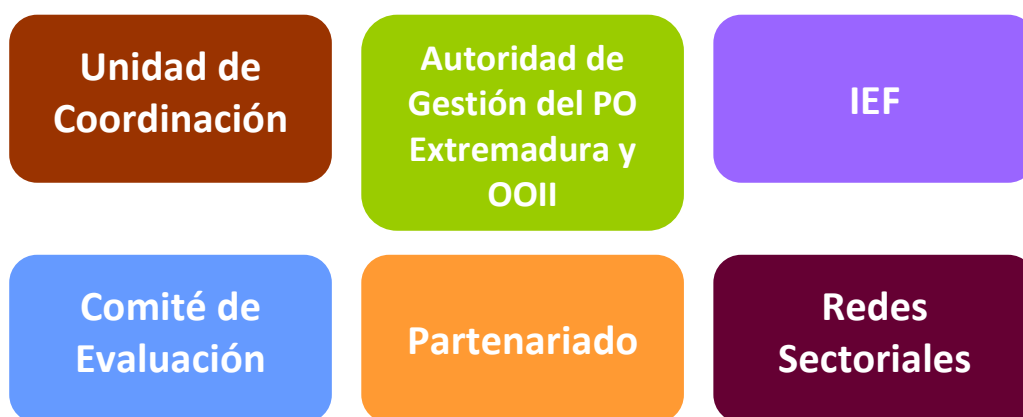 Unidad de
Coordinación
Autoridad de
Gestión del PO
Extremadura y
OOII
IEF
Comité de
Evaluación
Partenariado
Redes
Sectoriales